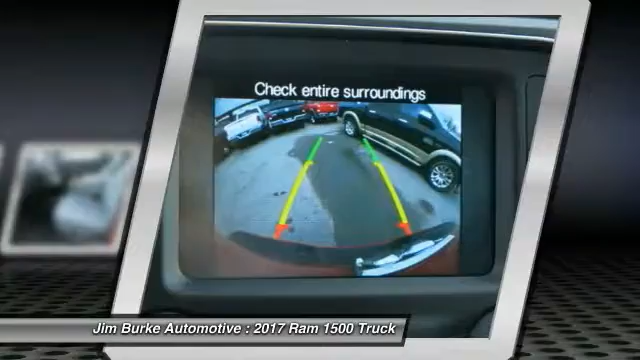 Check entire surroundings
Jim Burke Automotive : 2017 Ram 1500 Truck